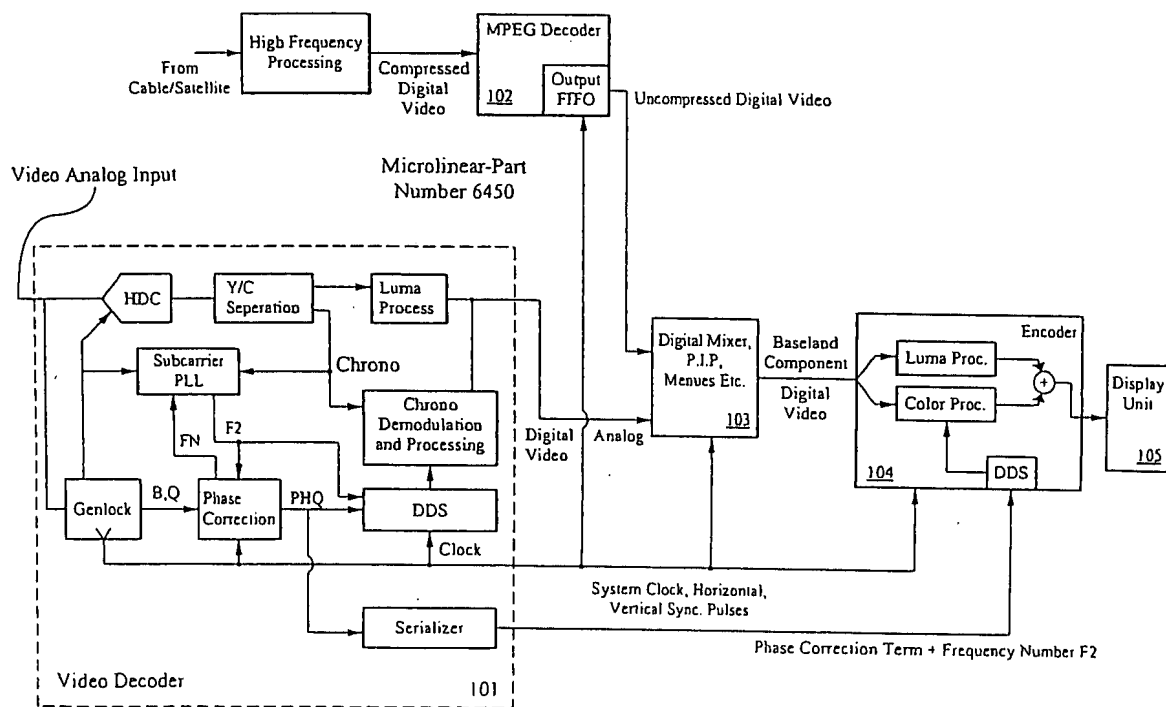 MPEG Decoder
High Frequency
Processing
From
Cable/Satellite
Compressed
Digital
Video
Output
FIFO
102
Uncompressed Digital Video
Microlinear-Part
Number 6450
Video Analog Input
HDC
Y/C
Seperation
Luma
Process
Subcarrier
PLL
Chrono
Chrono
Demodulation
and Processing
FN
F2
Genlock
B,Q
Phase
Correction
PHQ
DDS
Clock
Serializer
Video Decoder
101
Digital
Video
Analog
Digital Mixer,
P.I.P,
Menues Etc.
103
Baseland
Component
Digital
Video
Encoder
Luma Proc.
Color Proc.
+
104
DDS
Display
Unit
105
System Clock, Horizontal,
Vertical Sync. Pulses
Phase Correction Term + Frequency Number F2